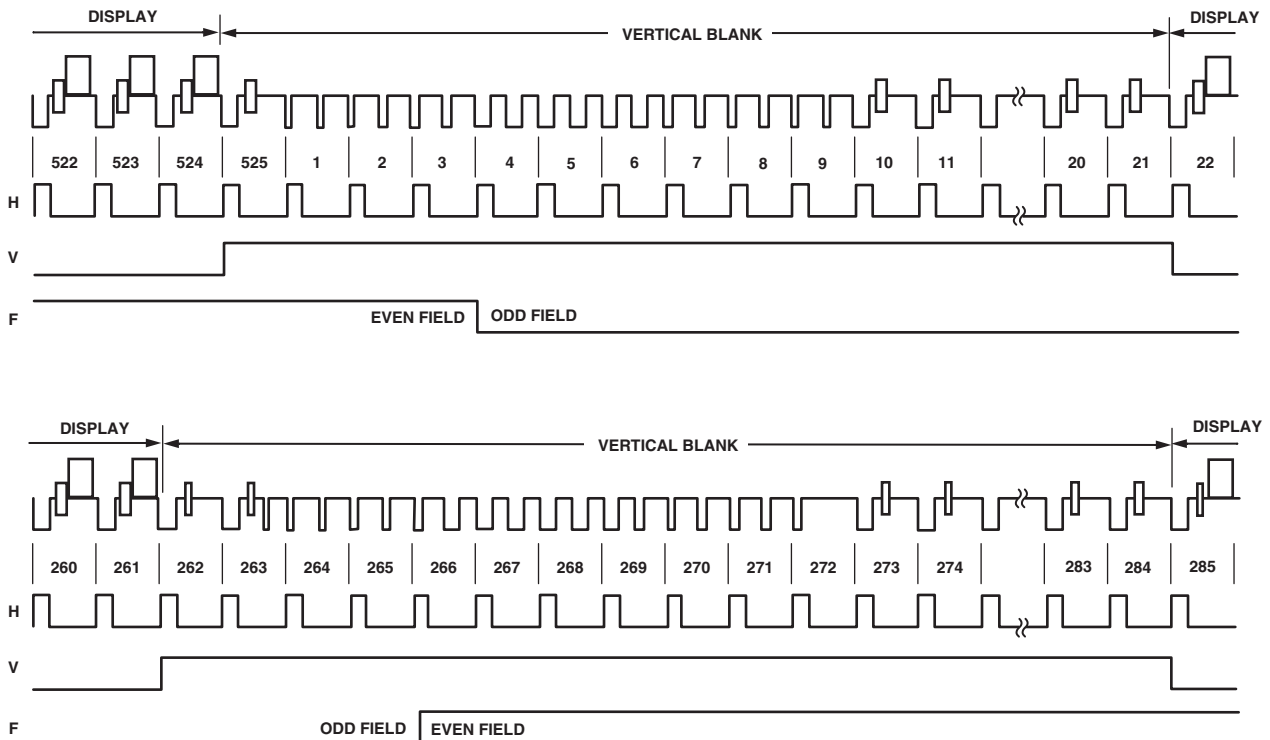 DISPLAY VERTICAL BLANK DISPLAY
522 523 524 525 1 2 3 4 5 6 7 8 9 10 11 20 21 22
H
V
F EVEN FIELD ODD FIELD
DISPLAY VERTICAL BLANK DISPLAY
260 261 262 263 264 265 266 267 268 269 270 271 272 273 274 283 284 285
H
V
F ODD FIELD EVEN FIELD